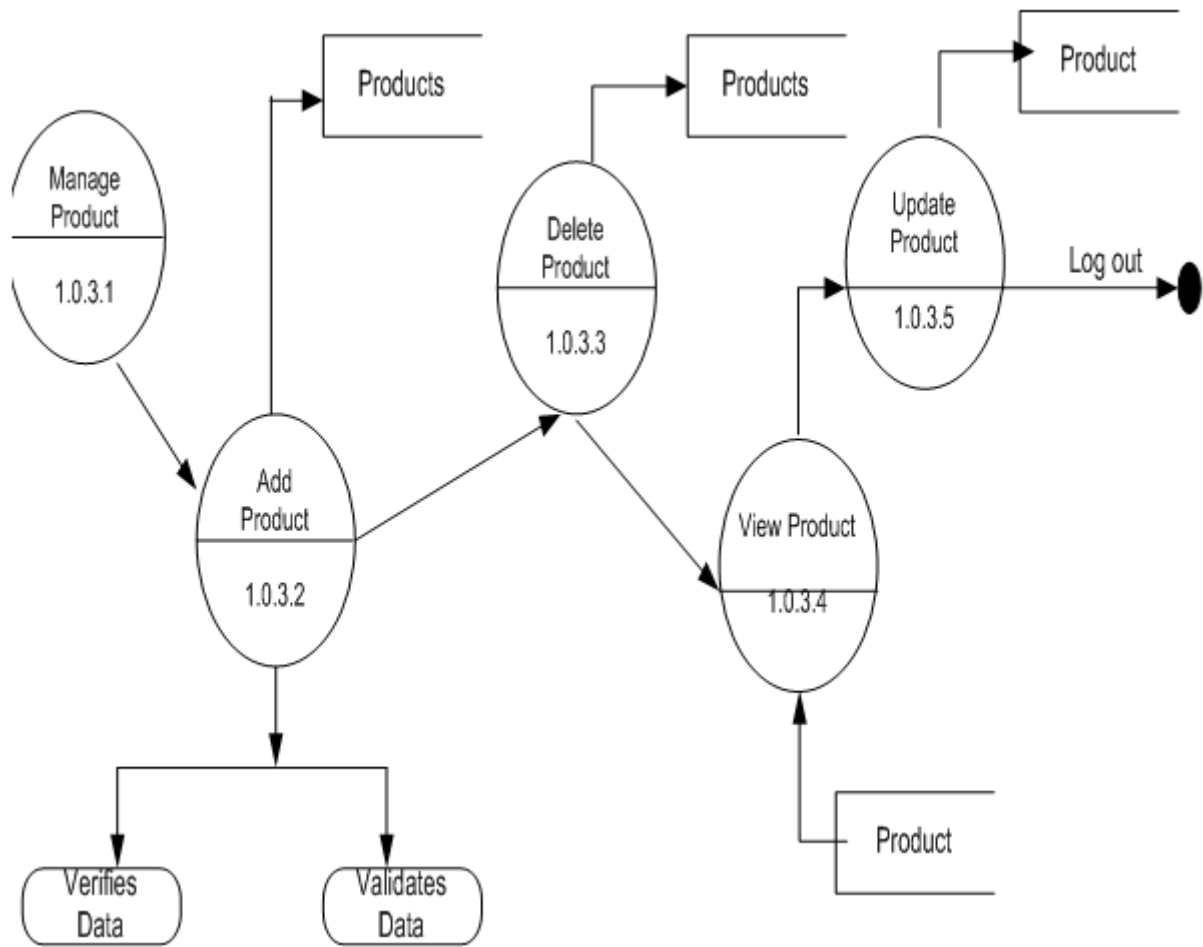 Products
Products
Product
Manage
Product
1.0.3.1
Delete
Product
1.0.3.3
Update
Product
1.0.3.5
Log out
Add
Product
1.0.3.2
View Product
1.0.3.4
Product
Verifies
Data
Validates
Data